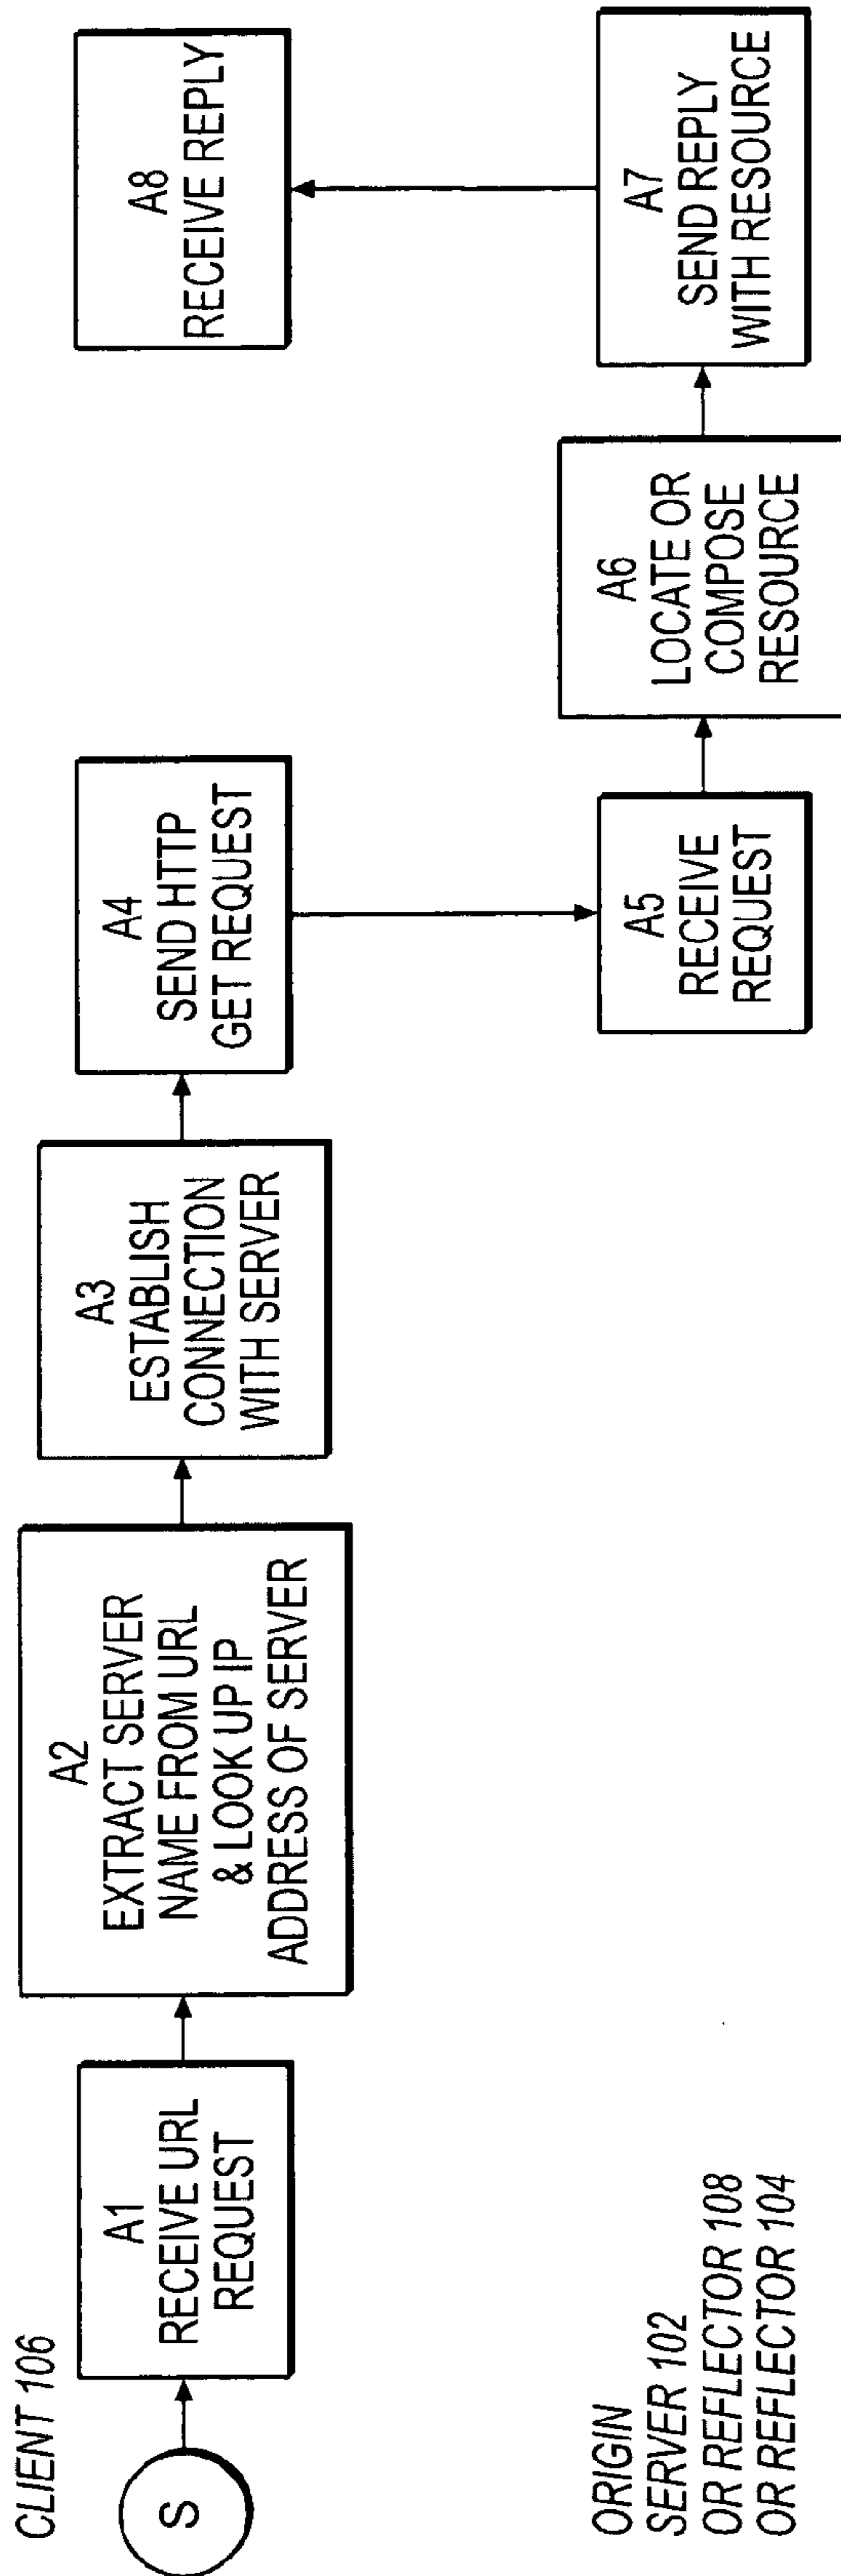 CLIENT 106
S
A1
RECEIVE URL
REQUEST
A2
EXTRACT SERVER
NAME FROM URL
& LOOK UP IP
ADDRESS OF SERVER
A3
ESTABLISH
CONNECTION
WITH SERVER
A4
SEND HTTP
GET REQUEST
A8
RECEIVE REPLY
ORIGIN
SERVER 102
OR REFLECTOR 108
OR REFLECTOR 104
A5
RECEIVE
REQUEST
A6
LOCATE OR
COMPOSE
RESOURCE
A7
SEND REPLY
WITH RESOURCE